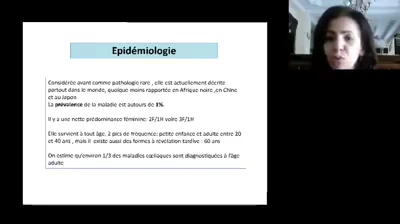 Epidémiologie
Considérée avant comme pathologie rare , elle est actuellement décrite
partout dans le monde, quoique moins rapportée en Afrique noire ,en Chine
et au Japon
La prévalence de la maladie est autours de 1%.
Il y a une nette prédominance féminine: 2F/1H voire 3F/1H
Elle survient à tout âge, 2 pics de fréquence: petite enfance et adulte entre 20
et 40 ans , mais il existe aussi des formes à révélation tardive : 60 ans
On estime qu'environ 1/3 des maladies cœliaques sont diagnostiquées à l'âge
adulte